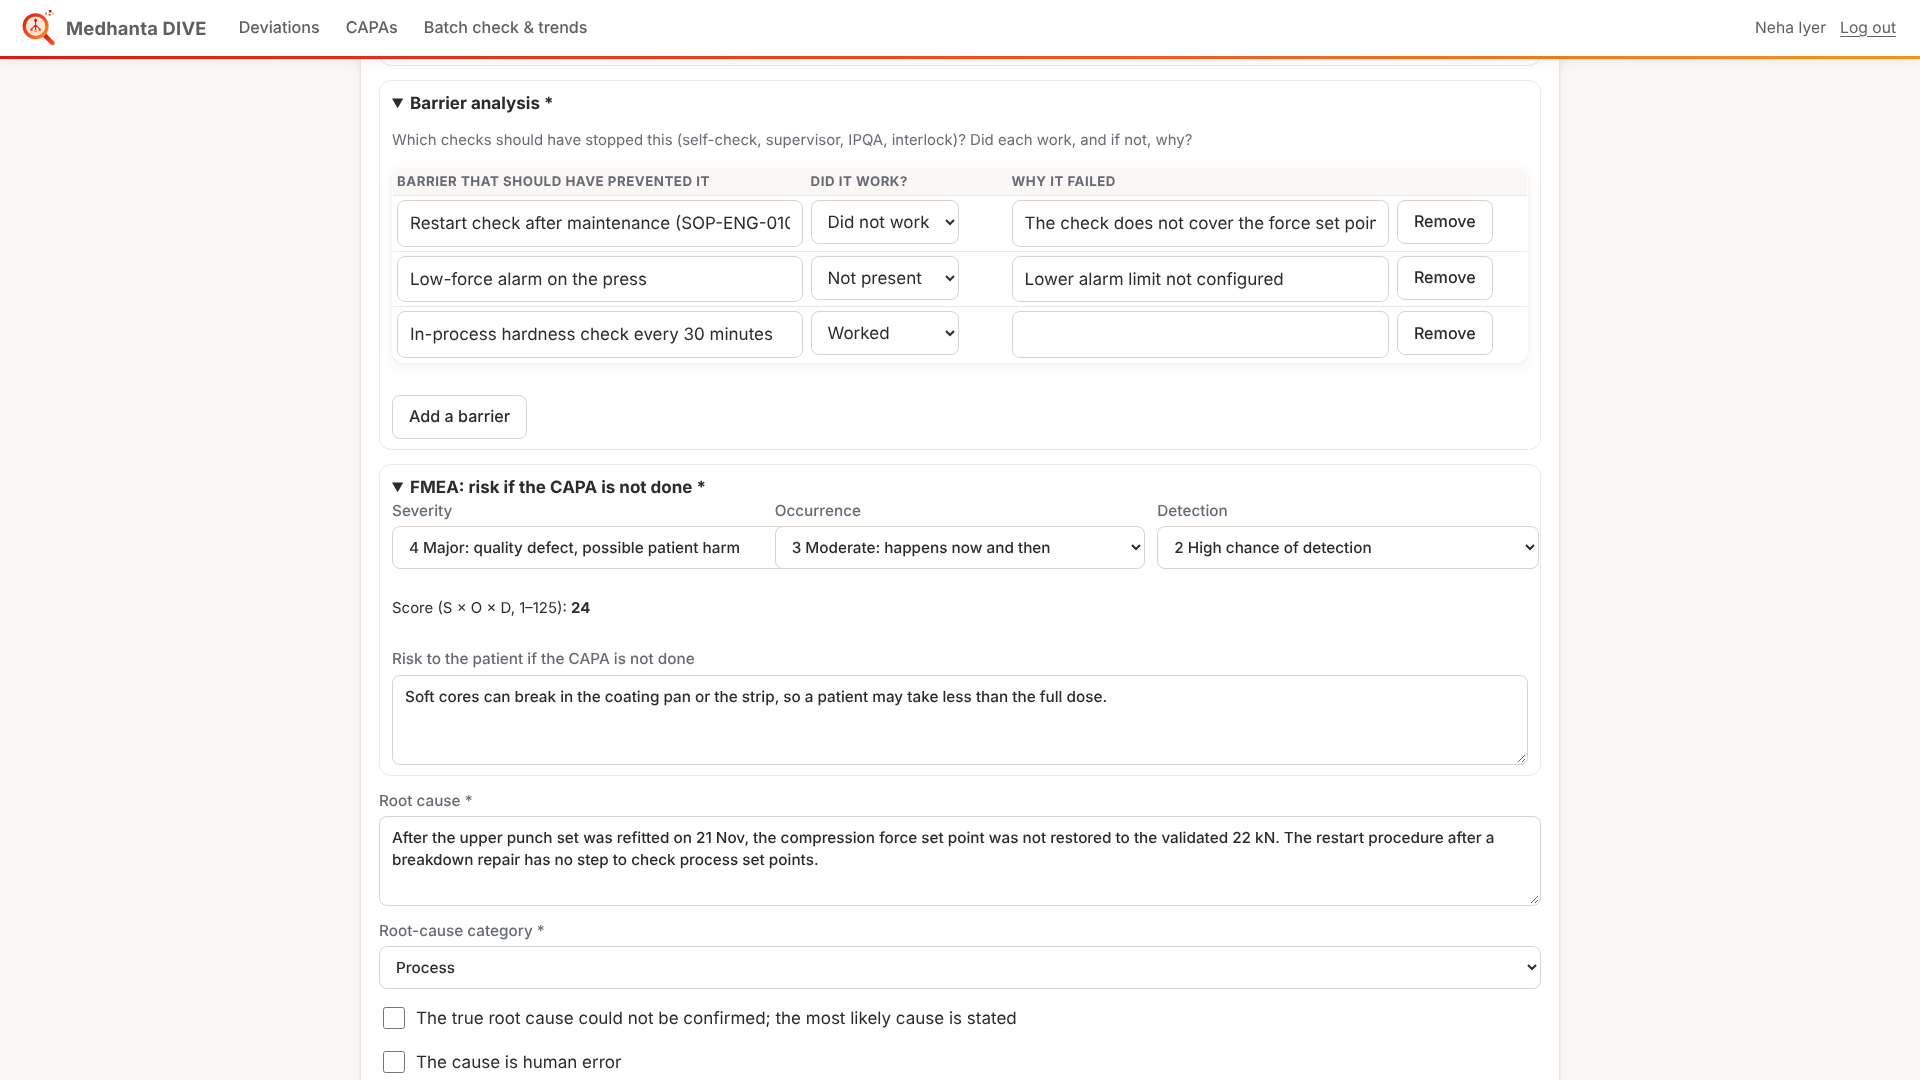 Medhanta DIVE
Deviations
CAPAs
Batch check & trends
Neha Iyer
Log out
Barrier analysis *
Which checks should have stopped this (self-check, supervisor, IPQA, interlock)? Did each work, and if not, why?
BARRIER THAT SHOULD HAVE PREVENTED IT
DID IT WORK?
WHY IT FAILED
Restart check after maintenance (SOP-ENG-010
Did not work
The check does not cover the force set poin
Remove
Low-force alarm on the press
Not present
Lower alarm limit not configured
Remove
In-process hardness check every 30 minutes
Worked
Remove
Add a barrier
FMEA: risk if the CAPA is not done *
Severity
Occurrence
Detection
4 Major: quality defect, possible patient harm
3 Moderate: happens now and then
2 High chance of detection
Score (S × O × D, 1–125): 24
Risk to the patient if the CAPA is not done
Soft cores can break in the coating pan or the strip, so a patient may take less than the full dose.
Root cause *
After the upper punch set was refitted on 21 Nov, the compression force set point was not restored to the validated 22 kN. The restart procedure after a
breakdown repair has no step to check process set points.
Root-cause category *
Process
The true root cause could not be confirmed; the most likely cause is stated
The cause is human error